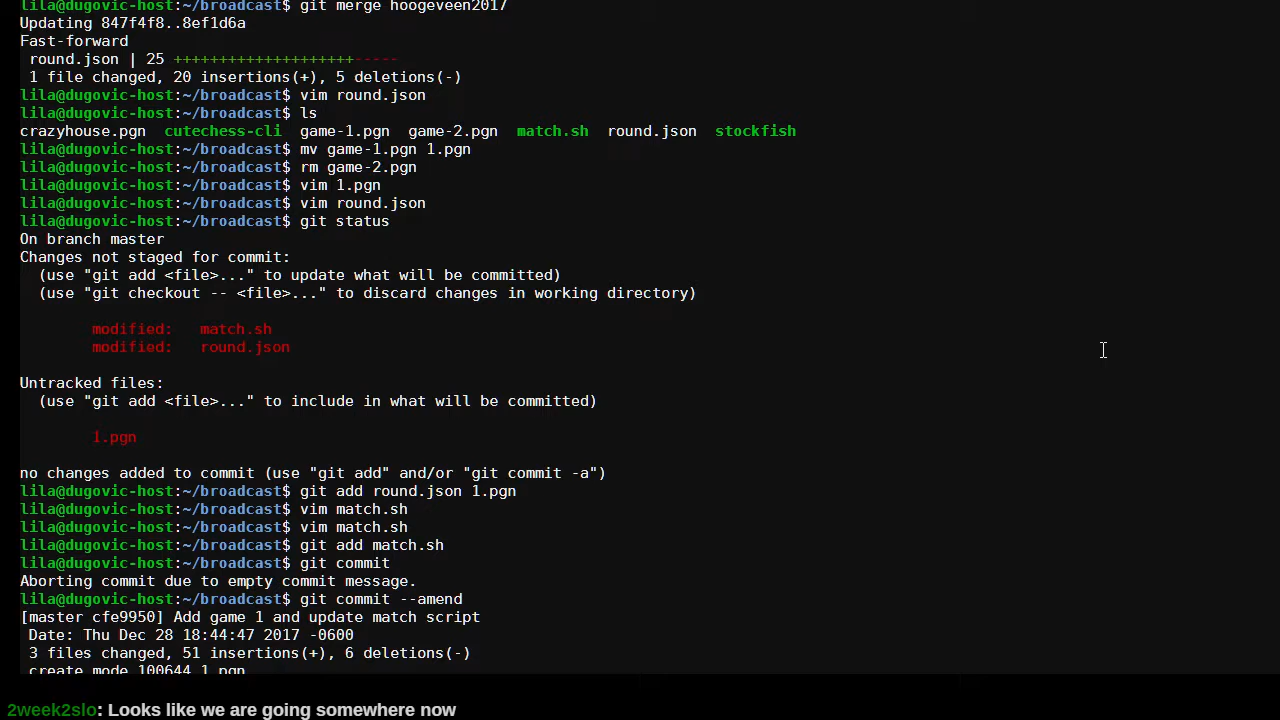 lila@dugovic-host:~/broadcast$ git merge hoogeveen2017
Updating 847f4f8..8ef1d6a
Fast-forward
 round.json | 25 ++++++++++++++++++++-----
 1 file changed, 20 insertions(+), 5 deletions(-)
lila@dugovic-host:~/broadcast$ vim round.json
lila@dugovic-host:~/broadcast$ ls
crazyhouse.pgn  cutechess-cli  game-1.pgn  game-2.pgn  match.sh  round.json  stockfish
lila@dugovic-host:~/broadcast$ mv game-1.pgn 1.pgn
lila@dugovic-host:~/broadcast$ rm game-2.pgn
lila@dugovic-host:~/broadcast$ vim 1.pgn
lila@dugovic-host:~/broadcast$ vim round.json
lila@dugovic-host:~/broadcast$ git status
On branch master
Changes not staged for commit:
  (use "git add <file>..." to update what will be committed)
  (use "git checkout -- <file>..." to discard changes in working directory)
        modified:   match.sh
        modified:   round.json
Untracked files:
  (use "git add <file>..." to include in what will be committed)
        1.pgn
no changes added to commit (use "git add" and/or "git commit -a")
lila@dugovic-host:~/broadcast$ git add round.json 1.pgn
lila@dugovic-host:~/broadcast$ vim match.sh
lila@dugovic-host:~/broadcast$ vim match.sh
lila@dugovic-host:~/broadcast$ git add match.sh
lila@dugovic-host:~/broadcast$ git commit
Aborting commit due to empty commit message.
lila@dugovic-host:~/broadcast$ git commit --amend
[master cfe9950] Add game 1 and update match script
 Date: Thu Dec 28 18:44:47 2017 -0600
 3 files changed, 51 insertions(+), 6 deletions(-)
 create mode 100644 1.pgn
2week2slo: Looks like we are going somewhere now